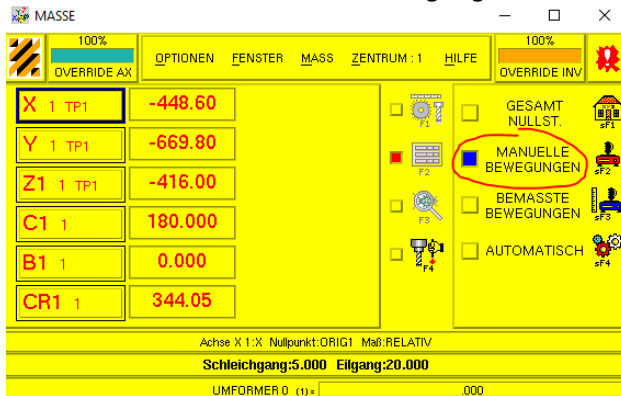 MASSE
100%
OVERRIDE AX
OPTIONEN FENSTER MASS ZENTRUM : 1 HILFE
100%
OVERRIDE INV
X 1 TP1 -448.60
Y 1 TP1 -669.80
Z1 1 TP1 -416.00
C1 1 180.000
B1 1 0.000
CR1 1 344.05
F1
F2
F3
F4
GESAMT
NULLST.
sF1
MANUELLE
BEWEGUNGEN
sF2
BEMASSTE
BEWEGUNGEN
sF3
AUTOMATISCH
sF4
Achse X 1:X Nullpunkt:ORIG1 Maß:RELATIV
Schleichgang:5.000 Eilgang:20.000
UMFORMER 0 (1) = .000